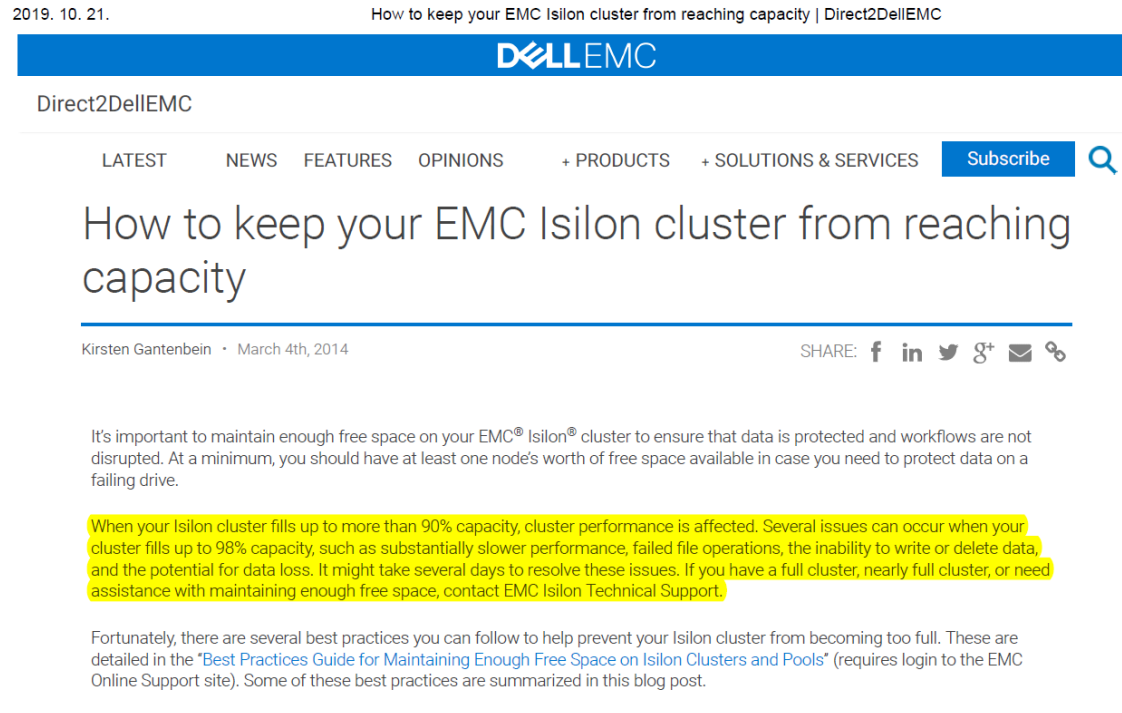 2019. 10. 21. How to keep your EMC Isilon cluster from reaching capacity | Direct2DellEMC
DELLEMC
Direct2DellEMC
LATEST NEWS FEATURES OPINIONS + PRODUCTS + SOLUTIONS & SERVICES Subscribe
How to keep your EMC Isilon cluster from reaching
capacity
Kirsten Gantenbein • March 4th, 2014 SHARE: f in g+
It's important to maintain enough free space on your EMC® Isilon® cluster to ensure that data is protected and workflows are not
disrupted. At a minimum, you should have at least one node's worth of free space available in case you need to protect data on a
failing drive.
When your Isilon cluster fills up to more than 90% capacity, cluster performance is affected. Several issues can occur when your
cluster fills up to 98% capacity, such as substantially slower performance, failed file operations, the inability to write or delete data,
and the potential for data loss. It might take several days to resolve these issues. If you have a full cluster, nearly full cluster, or need
assistance with maintaining enough free space, contact EMC Isilon Technical Support.
Fortunately, there are several best practices you can follow to help prevent your Isilon cluster from becoming too full. These are
detailed in the “Best Practices Guide for Maintaining Enough Free Space on Isilon Clusters and Pools” (requires login to the EMC
Online Support site). Some of these best practices are summarized in this blog post.